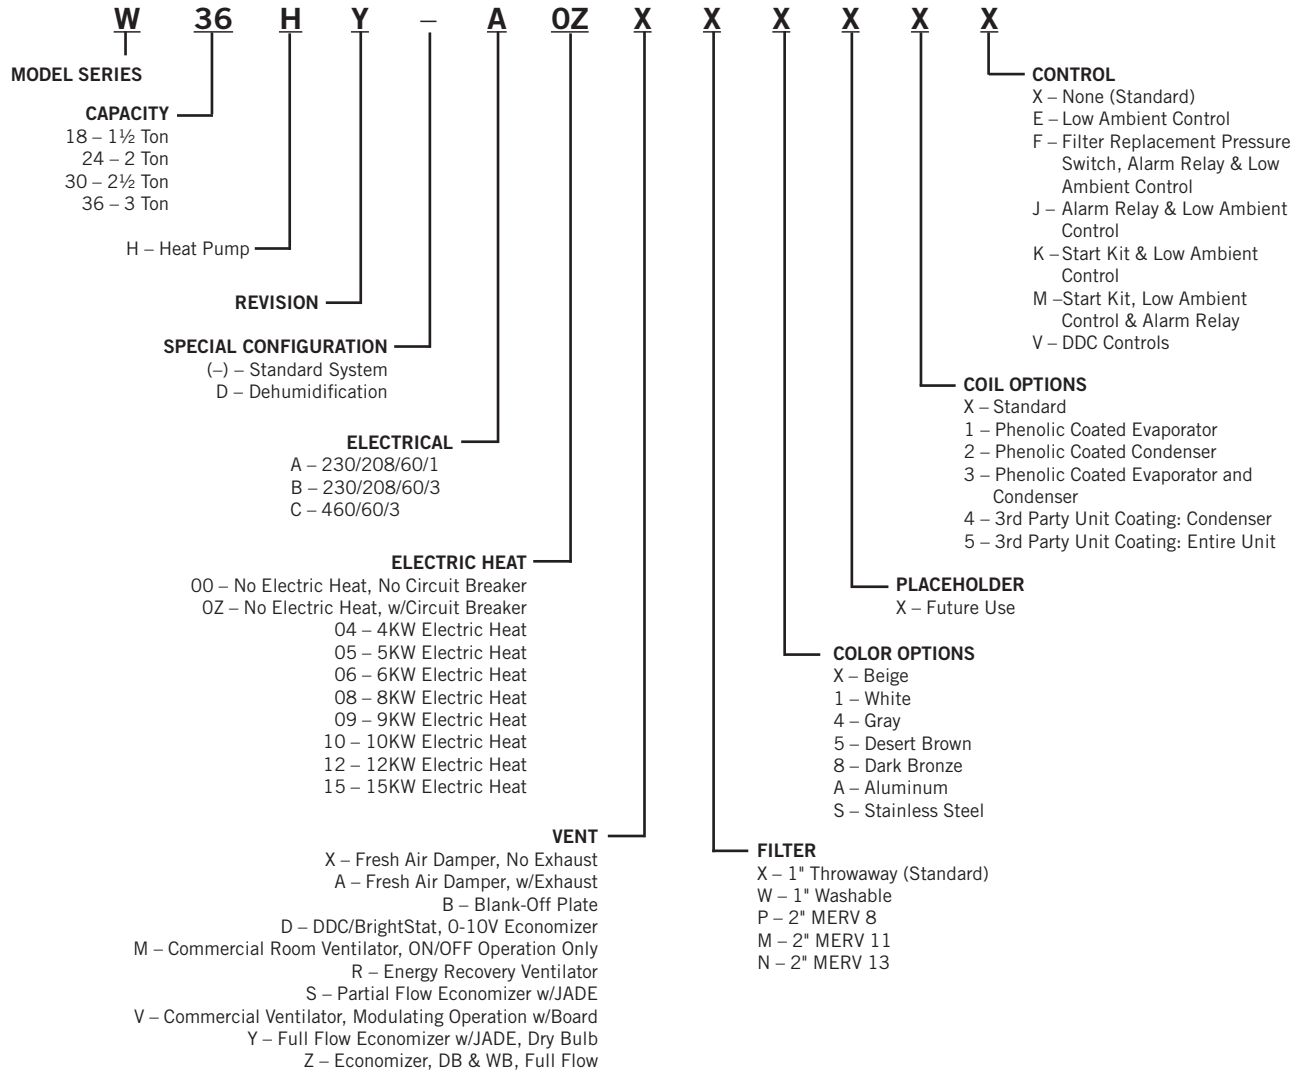 W 36 H Y – A 0Z X X X X X X
MODEL SERIES
CAPACITY
18 – 1½ Ton
24 – 2 Ton
30 – 2½ Ton
36 – 3 Ton
H – Heat Pump
REVISION
SPECIAL CONFIGURATION
(–) – Standard System
D – Dehumidification
ELECTRICAL
A – 230/208/60/1
B – 230/208/60/3
C – 460/60/3
ELECTRIC HEAT
00 – No Electric Heat, No Circuit Breaker
0Z – No Electric Heat, w/Circuit Breaker
04 – 4KW Electric Heat
05 – 5KW Electric Heat
06 – 6KW Electric Heat
08 – 8KW Electric Heat
09 – 9KW Electric Heat
10 – 10KW Electric Heat
12 – 12KW Electric Heat
15 – 15KW Electric Heat
VENT
X – Fresh Air Damper, No Exhaust
A – Fresh Air Damper, w/Exhaust
B – Blank-Off Plate
D – DDC/BrightStat, 0-10V Economizer
M – Commercial Room Ventilator, ON/OFF Operation Only
R – Energy Recovery Ventilator
S – Partial Flow Economizer w/JADE
V – Commercial Ventilator, Modulating Operation w/Board
Y – Full Flow Economizer w/JADE, Dry Bulb
Z – Economizer, DB & WB, Full Flow
FILTER
X – 1" Throwaway (Standard)
W – 1" Washable
P – 2" MERV 8
M – 2" MERV 11
N – 2" MERV 13
COLOR OPTIONS
X – Beige
1 – White
4 – Gray
5 – Desert Brown
8 – Dark Bronze
A – Aluminum
S – Stainless Steel
PLACEHOLDER
X – Future Use
COIL OPTIONS
X – Standard
1 – Phenolic Coated Evaporator
2 – Phenolic Coated Condenser
3 – Phenolic Coated Evaporator and
Condenser
4 – 3rd Party Unit Coating: Condenser
5 – 3rd Party Unit Coating: Entire Unit
CONTROL
X – None (Standard)
E – Low Ambient Control
F – Filter Replacement Pressure
Switch, Alarm Relay & Low
Ambient Control
J – Alarm Relay & Low Ambient
Control
K –Start Kit & Low Ambient
Control
M –Start Kit, Low Ambient
Control & Alarm Relay
V – DDC Controls